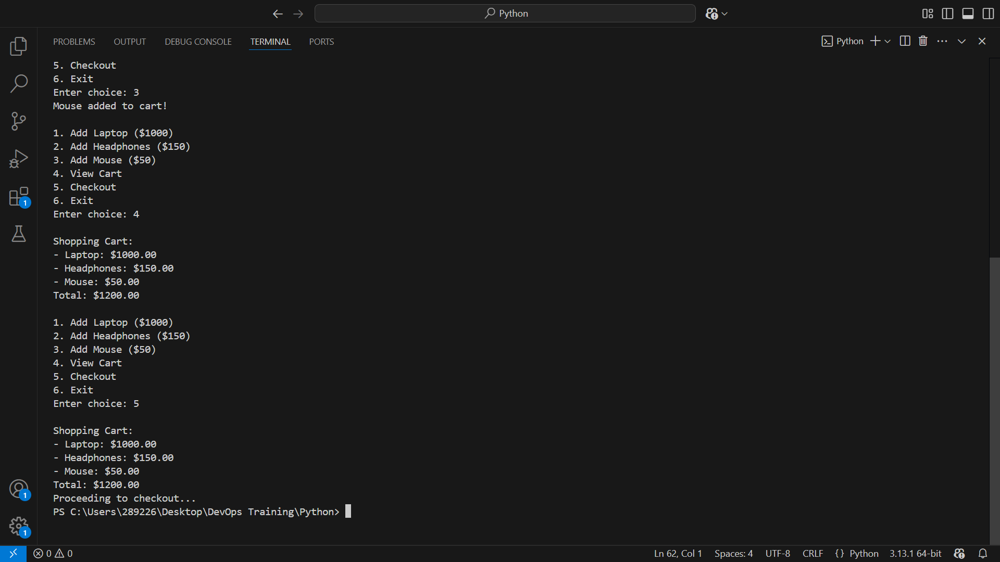 Python
PROBLEMS OUTPUT DEBUG CONSOLE TERMINAL PORTS Python
5. Checkout
6. Exit
Enter choice: 3
Mouse added to cart!
1. Add Laptop ($1000)
2. Add Headphones ($150)
3. Add Mouse ($50)
4. View Cart
5. Checkout
6. Exit
Enter choice: 4
Shopping Cart:
- Laptop: $1000.00
- Headphones: $150.00
- Mouse: $50.00
Total: $1200.00
1. Add Laptop ($1000)
2. Add Headphones ($150)
3. Add Mouse ($50)
4. View Cart
5. Checkout
6. Exit
Enter choice: 5
Shopping Cart:
- Laptop: $1000.00
- Headphones: $150.00
- Mouse: $50.00
Total: $1200.00
Proceeding to checkout...
PS C:\Users\289226\Desktop\DevOps Training\Python>
1
1
1
0 0 Ln 62, Col 1 Spaces: 4 UTF-8 CRLF {} Python 3.13.1 64-bit